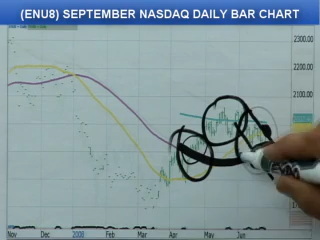 (ENU8) SEPTEMBER NASDAQ DAILY BAR CHART
2300.00
2200.00
2100.00
Nov Dec 2008 Feb Mar Apr May Jun